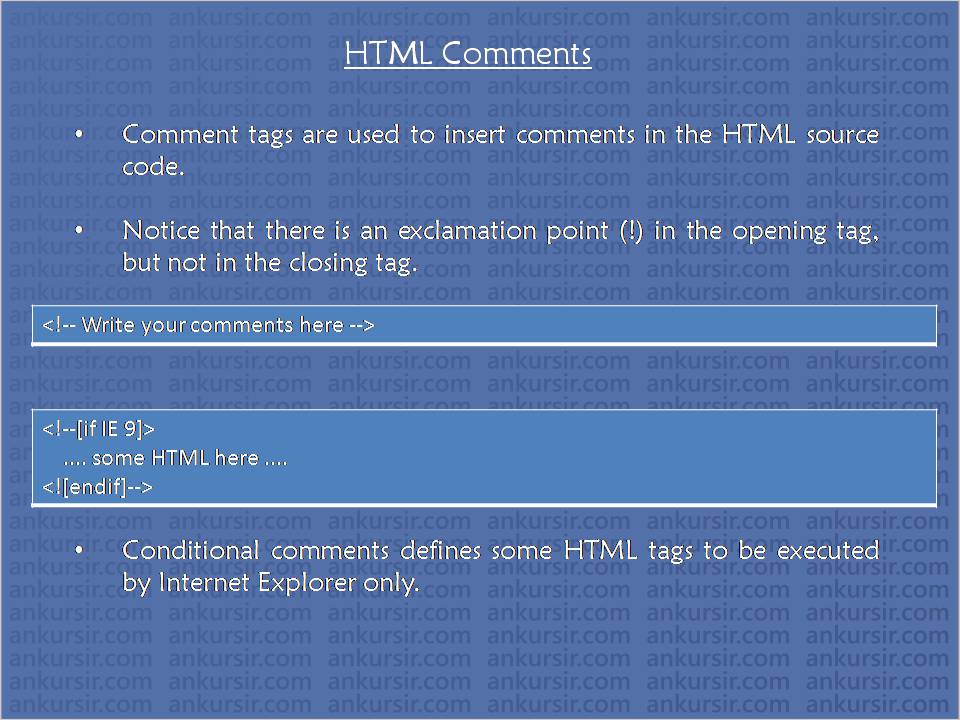 HTML Comments
• Comment tags are used to insert comments in the HTML source
code.
• Notice that there is an exclamation point (!) in the opening tag,
but not in the closing tag.
<!-- Write your comments here -->
<!--[if IE 9]>
.... some HTML here ....
<![endif]-->
• Conditional comments defines some HTML tags to be executed
by Internet Explorer only.
ankursir.com